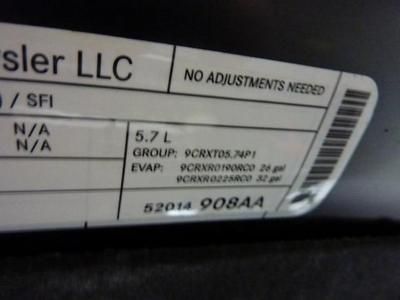 sler LLC
NO ADJUSTMENTS NEEDED
/ SFI
N/A
N/A
5.7 L
GROUP: 9CRXT05.74P1
EVAP: 9CRXR0190RC0 26 gal
9CRXR0225RC0 32 gal
52014 908AA